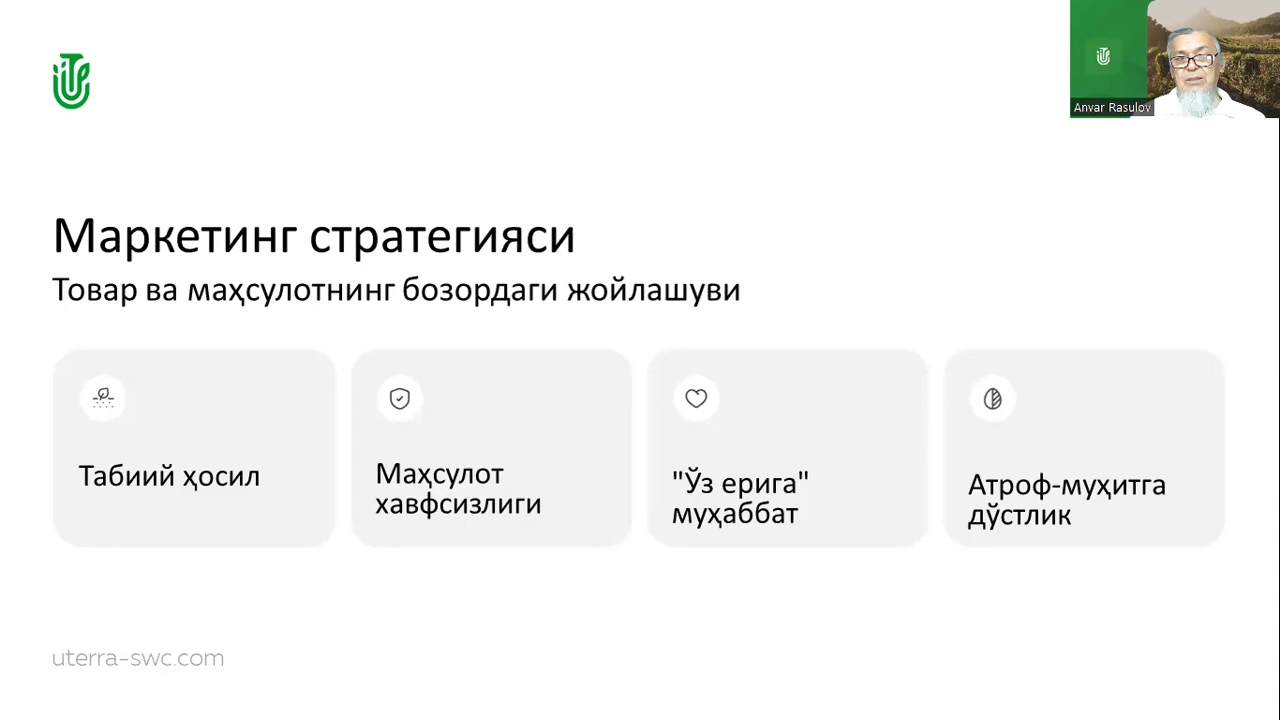 Anvar Rasulov
Маркетинг стратегияси
Товар ва маҳсулотнинг бозордаги жойлашуви
Табиий ҳосил
Маҳсулот
хавфсизлиги
"Ўз ерига"
муҳаббат
Атроф-муҳитга
дўстлик
uterra-swc.com